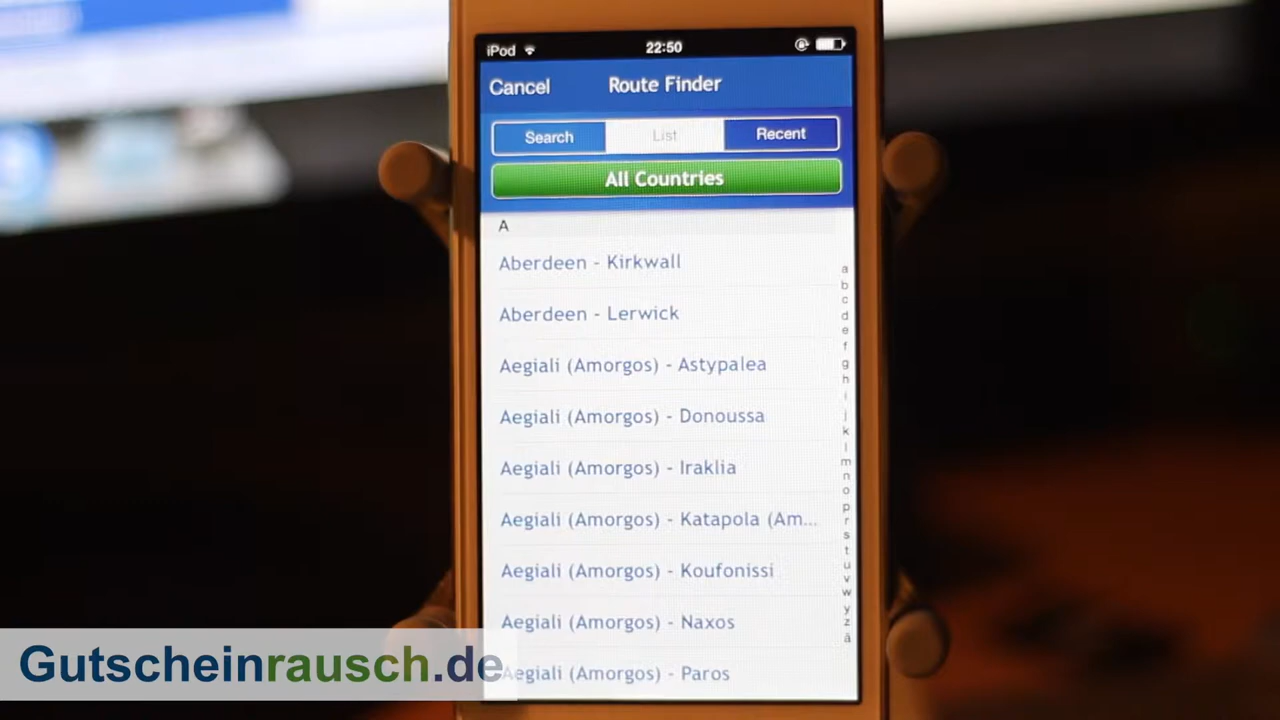 iPod 22:50
Cancel Route Finder
Search List Recent
All Countries
A
Aberdeen - Kirkwall
Aberdeen - Lerwick
Aegiali (Amorgos) - Astypalea
Aegiali (Amorgos) - Donoussa
Aegiali (Amorgos) - Iraklia
Aegiali (Amorgos) - Katapola (Am...
Aegiali (Amorgos) - Koufonissi
Aegiali (Amorgos) - Naxos
Aegiali (Amorgos) - Paros
a
b
c
d
e
f
g
h
i
j
k
l
m
n
o
p
r
s
t
u
v
w
y
z
Gutscheinrausch.de